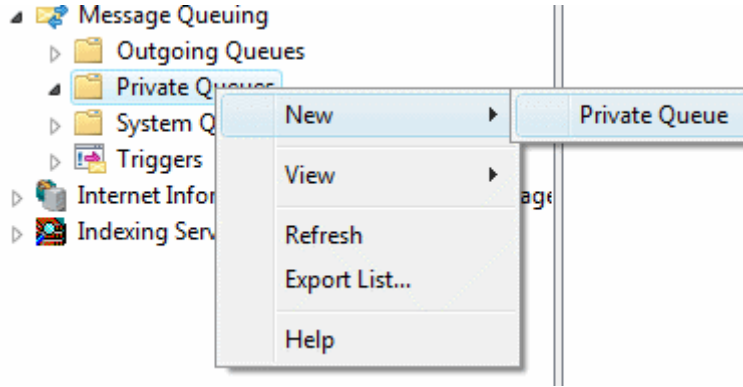 Message Queuing
Outgoing Queues
Private Queues
New
Private Queue
System Q
Triggers
View
Internet Infor
age
Indexing Serv
Refresh
Export List...
Help